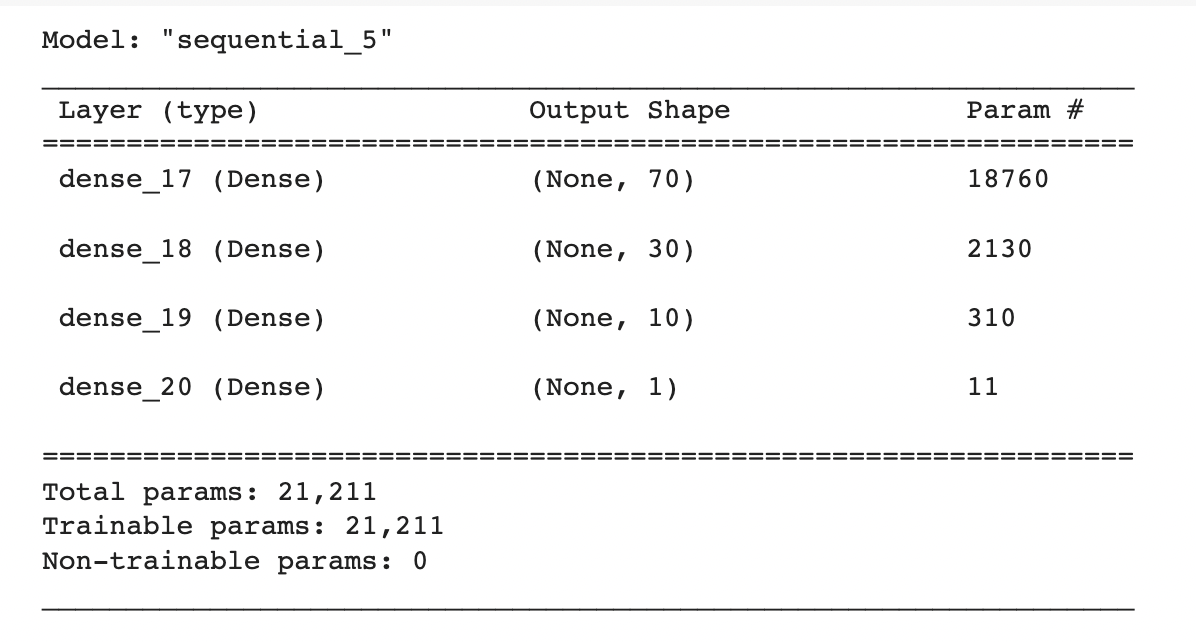 Model: "sequential_5"
Layer (type) Output Shape Param #
=================================================================
dense_17 (Dense) (None, 70) 18760
dense_18 (Dense) (None, 30) 2130
dense_19 (Dense) (None, 10) 310
dense_20 (Dense) (None, 1) 11
=================================================================
Total params: 21,211
Trainable params: 21,211
Non-trainable params: 0